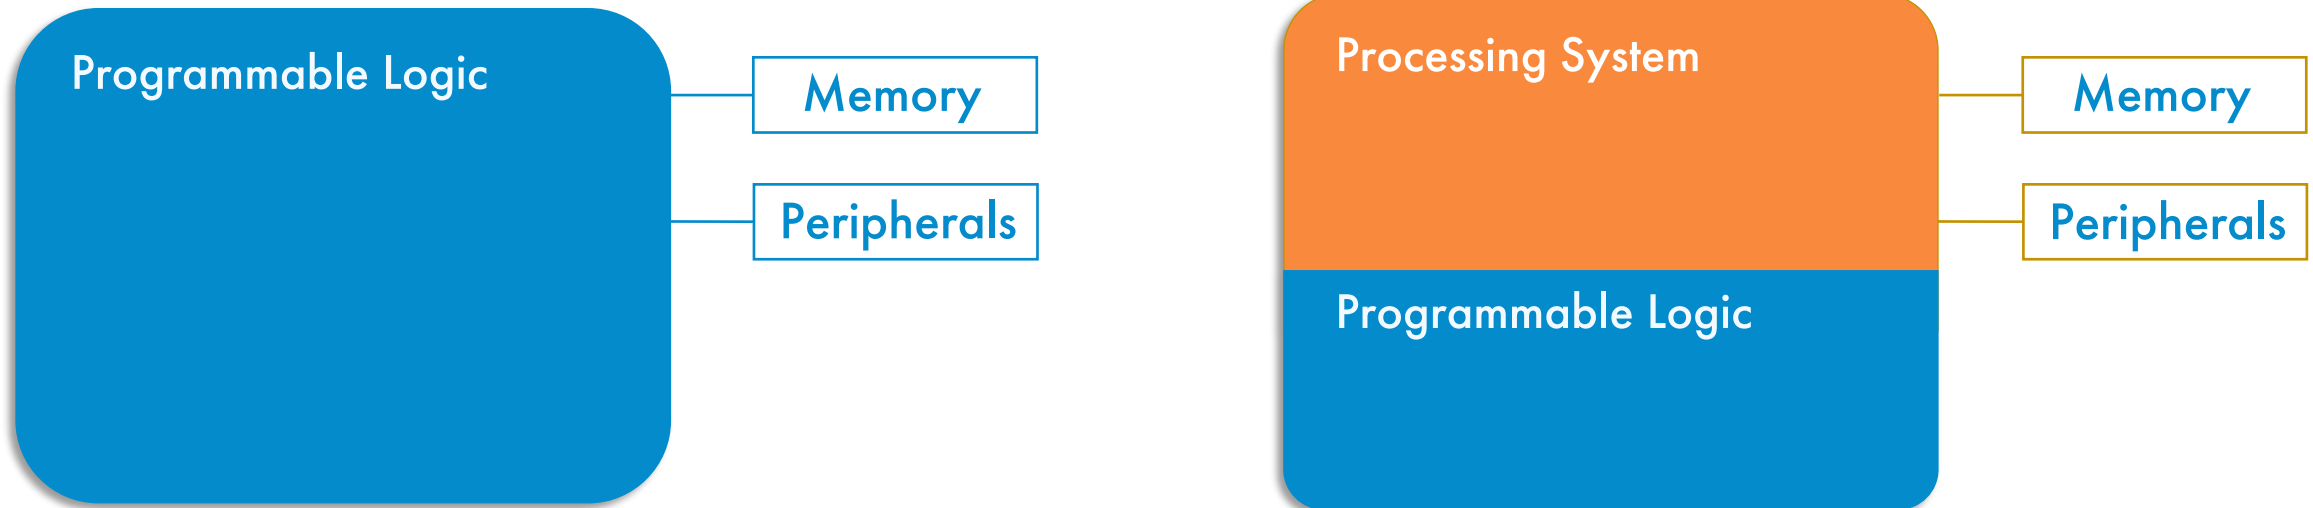 Programmable Logic
Memory
Peripherals
Processing System
Memory
Peripherals
Programmable Logic